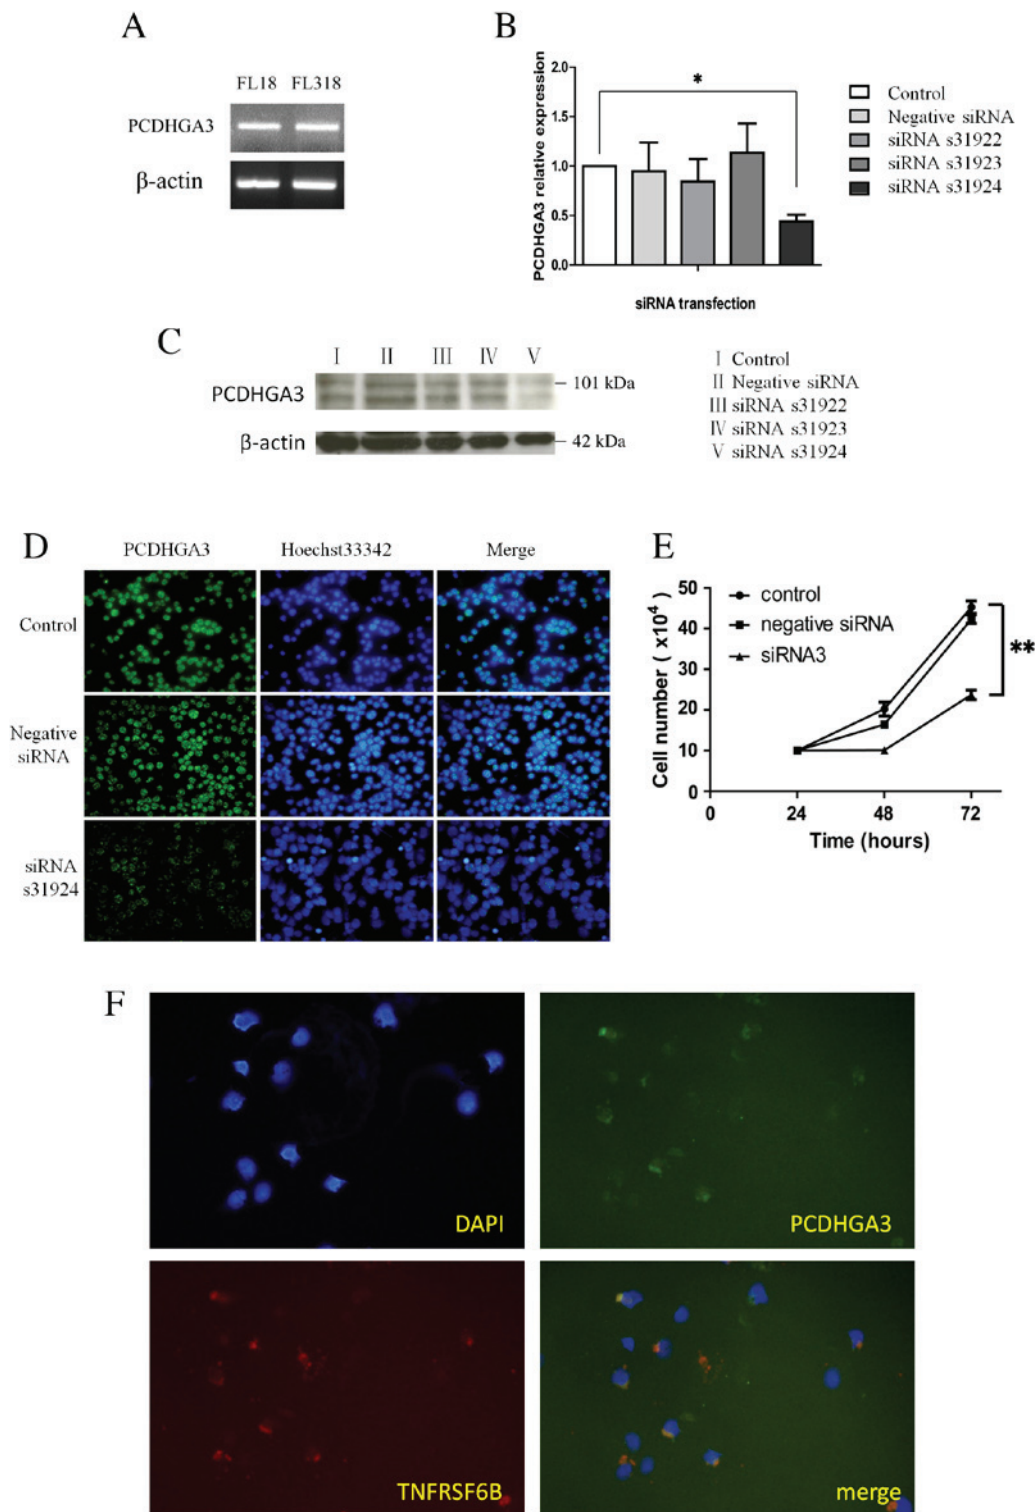 A
FL18 FL318
PCDHGA3
β-actin
B
PCDHGA3 relative expression
2.0
1.5
1.0
0.5
0.0
*
siRNA transfection
Control
Negative siRNA
siRNA s31922
siRNA s31923
siRNA s31924
C
Ⅰ Ⅱ Ⅲ Ⅳ Ⅴ
PCDHGA3
101 kDa
β-actin
42 kDa
Ⅰ Control
Ⅱ Negative siRNA
Ⅲ siRNA s31922
Ⅳ siRNA s31923
Ⅴ siRNA s31924
D
PCDHGA3 Hoechst33342 Merge
Control
Negative
siRNA
siRNA
s31924
E
Cell number ( ×10⁴)
50
40
30
20
10
0
control
negative siRNA
siRNA3
**
0 24 48 72
Time (hours)
F
DAPI
PCDHGA3
TNFRSF6B
merge